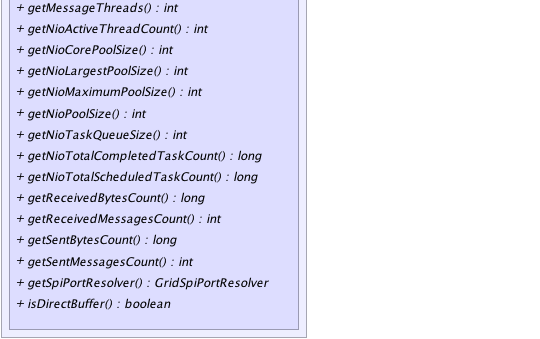 + getMessageThreads() : int
+ getNioActiveThreadCount() : int
+ getNioCorePoolSize() : int
+ getNioLargestPoolSize() : int
+ getNioMaximumPoolSize() : int
+ getNioPoolSize() : int
+ getNioTaskQueueSize() : int
+ getNioTotalCompletedTaskCount() : long
+ getNioTotalScheduledTaskCount() : long
+ getReceivedBytesCount() : long
+ getReceivedMessagesCount() : int
+ getSentBytesCount() : long
+ getSentMessagesCount() : int
+ getSpiPortResolver() : GridSpiPortResolver
+ isDirectBuffer() : boolean